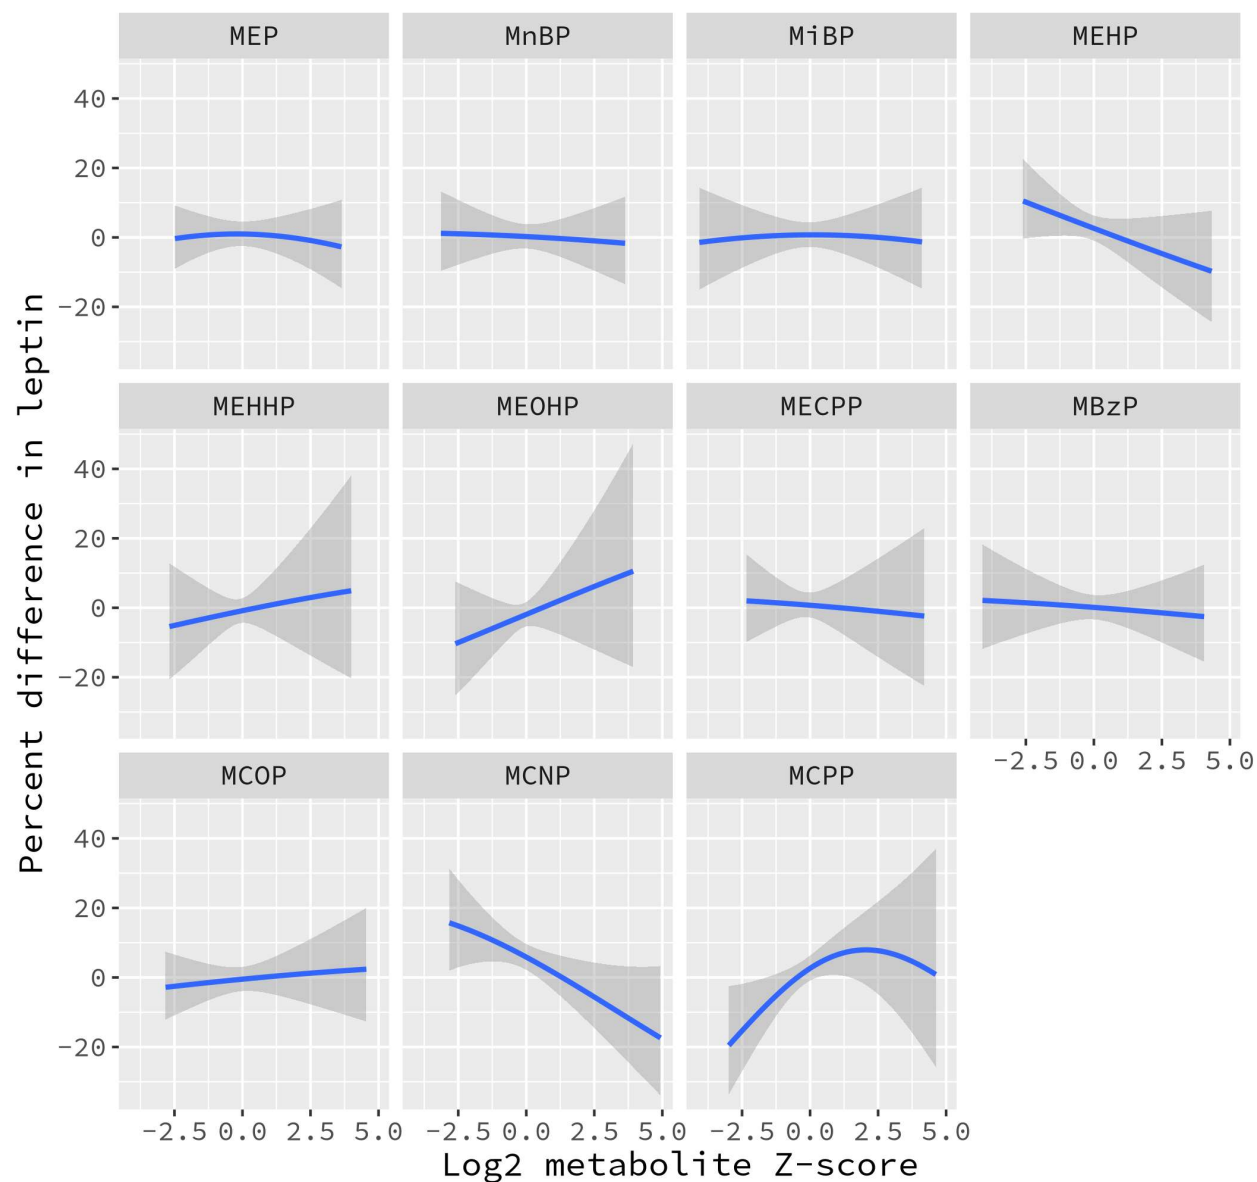 MEP MnBP MiBP MEHP
40
20
0
−20
MEHHP MEOHP MECPP MBzP
40
20
0
−20
−2.5 0.0 2.5 5.0
MCOP MCNP MCPP
40
20
0
−20
−2.5 0.0 2.5 5.0 −2.5 0.0 2.5 5.0 −2.5 0.0 2.5 5.0
Log2 metabolite Z-score
Percent difference in leptin